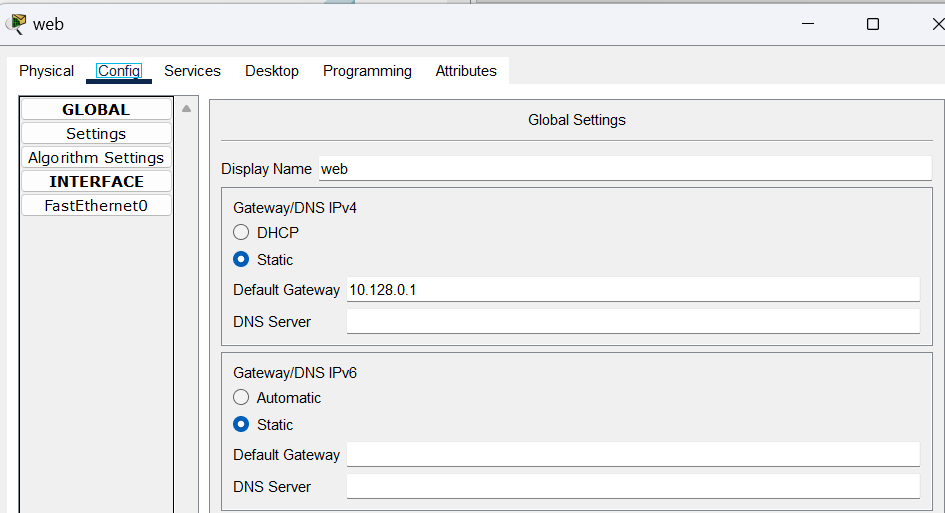 web
Physical Config Services Desktop Programming Attributes
GLOBAL
Settings
Algorithm Settings
INTERFACE
FastEthernet0
Global Settings
Display Name web
Gateway/DNS IPv4
DHCP
Static
Default Gateway 10.128.0.1
DNS Server
Gateway/DNS IPv6
Automatic
Static
Default Gateway
DNS Server